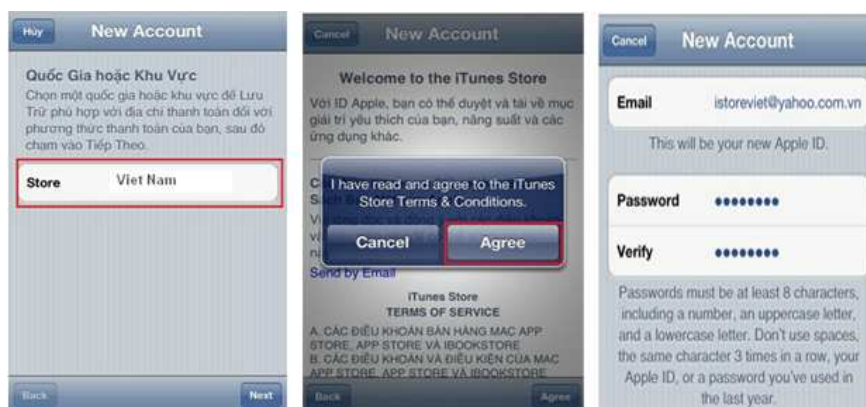 Hủy
New Account
Quốc Gia hoặc Khu Vực
Chọn một quốc gia hoặc khu vực để Lưu
Trữ phù hợp với địa chỉ thanh toán đối với
phương thức thanh toán của bạn, sau đó
chạm vào Tiếp Theo.
Store Viet Nam
Back Next
Cancel New Account
Welcome to the iTunes Store
Với ID Apple, bạn có thể duyệt và tải về mục
giải trí yêu thích của bạn, năng suất và các
ứng dụng khác.
I have read and agree to the iTunes
Store Terms & Conditions.
Cancel Agree
Send by Email
iTunes Store
TERMS OF SERVICE
A. CÁC ĐIỀU KHOẢN BÁN HÀNG MAC APP
STORE, APP STORE VÀ IBOOKSTORE
B. CÁC ĐIỀU KHOẢN VÀ ĐIỀU KIỆN CỦA MAC
APP STORE, APP STORE VÀ IBOOKSTORE
Back Agree
Cancel New Account
Email istoreviet@yahoo.com.vn
This will be your new Apple ID.
Password ••••••••
Verify ••••••••
Passwords must be at least 8 characters,
including a number, an uppercase letter,
and a lowercase letter. Don't use spaces,
the same character 3 times in a row, your
Apple ID, or a password you've used in
the last year.